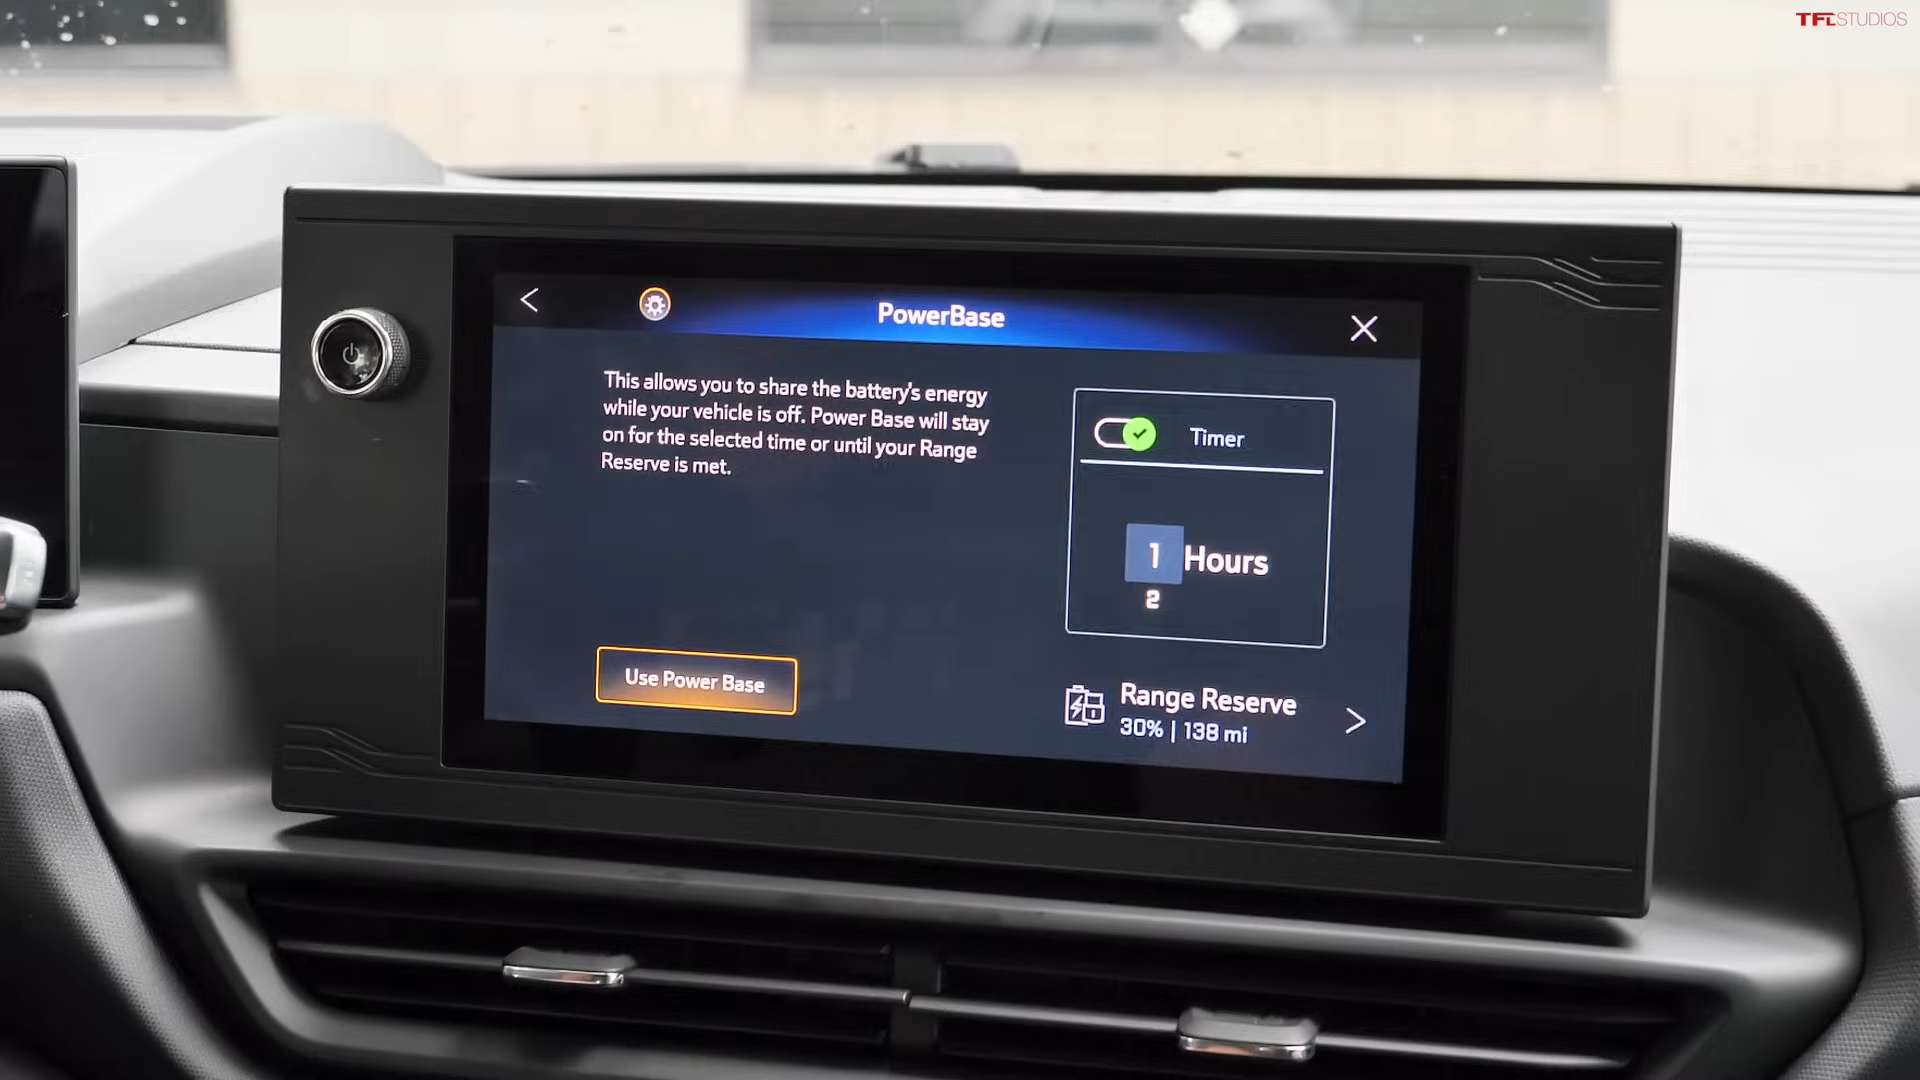 TFLSTUDIOS
PowerBase
This allows you to share the battery's energy
while your vehicle is off. Power Base will stay
on for the selected time or until your Range
Reserve is met.
Timer
1 Hours
2
Use Power Base
Range Reserve
30% | 138 mi